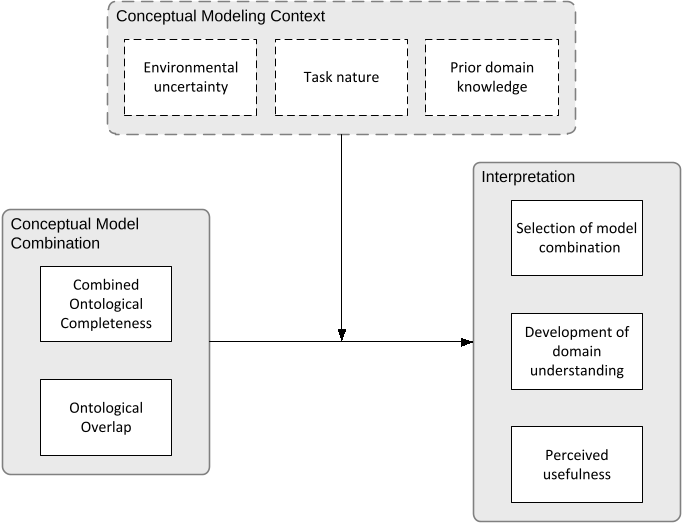 Conceptual Modeling Context
Environmental
uncertainty
Task nature
Prior domain
knowledge
Conceptual Model
Combination
Combined
Ontological
Completeness
Ontological
Overlap
Interpretation
Selection of model
combination
Development of
domain
understanding
Perceived
usefulness